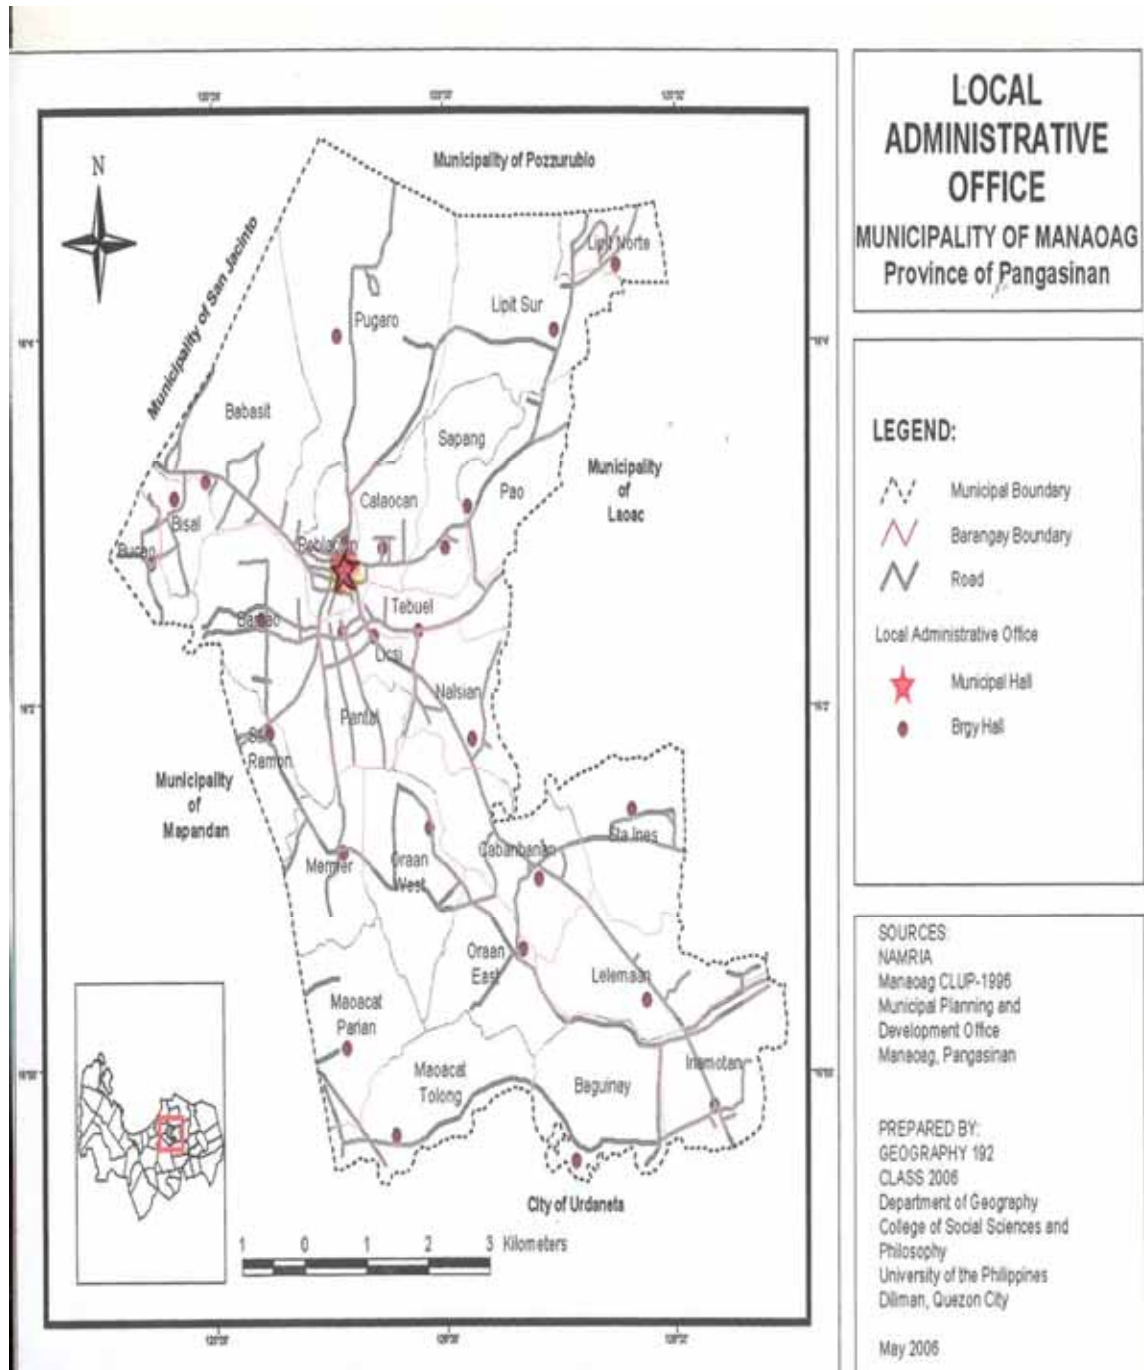 LOCAL
ADMINISTRATIVE
OFFICE
MUNICIPALITY OF MANAOAG
Province of Pangasinan
N
Municipality of Pozzurubio
Municipality of San Jacinto
Lipit Norte
Lipit Sur
Pugaro
Babasit
Sapang
Municipality
of
Laoac
Pao
Calaocan
Bisal
Bucao
Tebuel
Licsi
Nalsian
Pantal
San
Ramon
Municipality
of
Mapandan
Mermer
Oraan
West
Cabanbanan
Sta Ines
Oraan
East
Lelemaan
Maoacat
Parian
Maoacat
Tolong
Baguinay
Inamotan
City of Urdaneta
1 0 1 2 3 Kilometers
LEGEND:
Municipal Boundary
Barangay Boundary
Road
Local Administrative Office
Municipal Hall
Brgy Hall
SOURCES:
NAMRIA
Manaoag CLUP-1996
Municipal Planning and
Development Office
Manaoag, Pangasinan
PREPARED BY:
GEOGRAPHY 192
CLASS 2006
Department of Geography
College of Social Sciences and
Philosophy
University of the Philippines
Diliman, Quezon City
May 2006